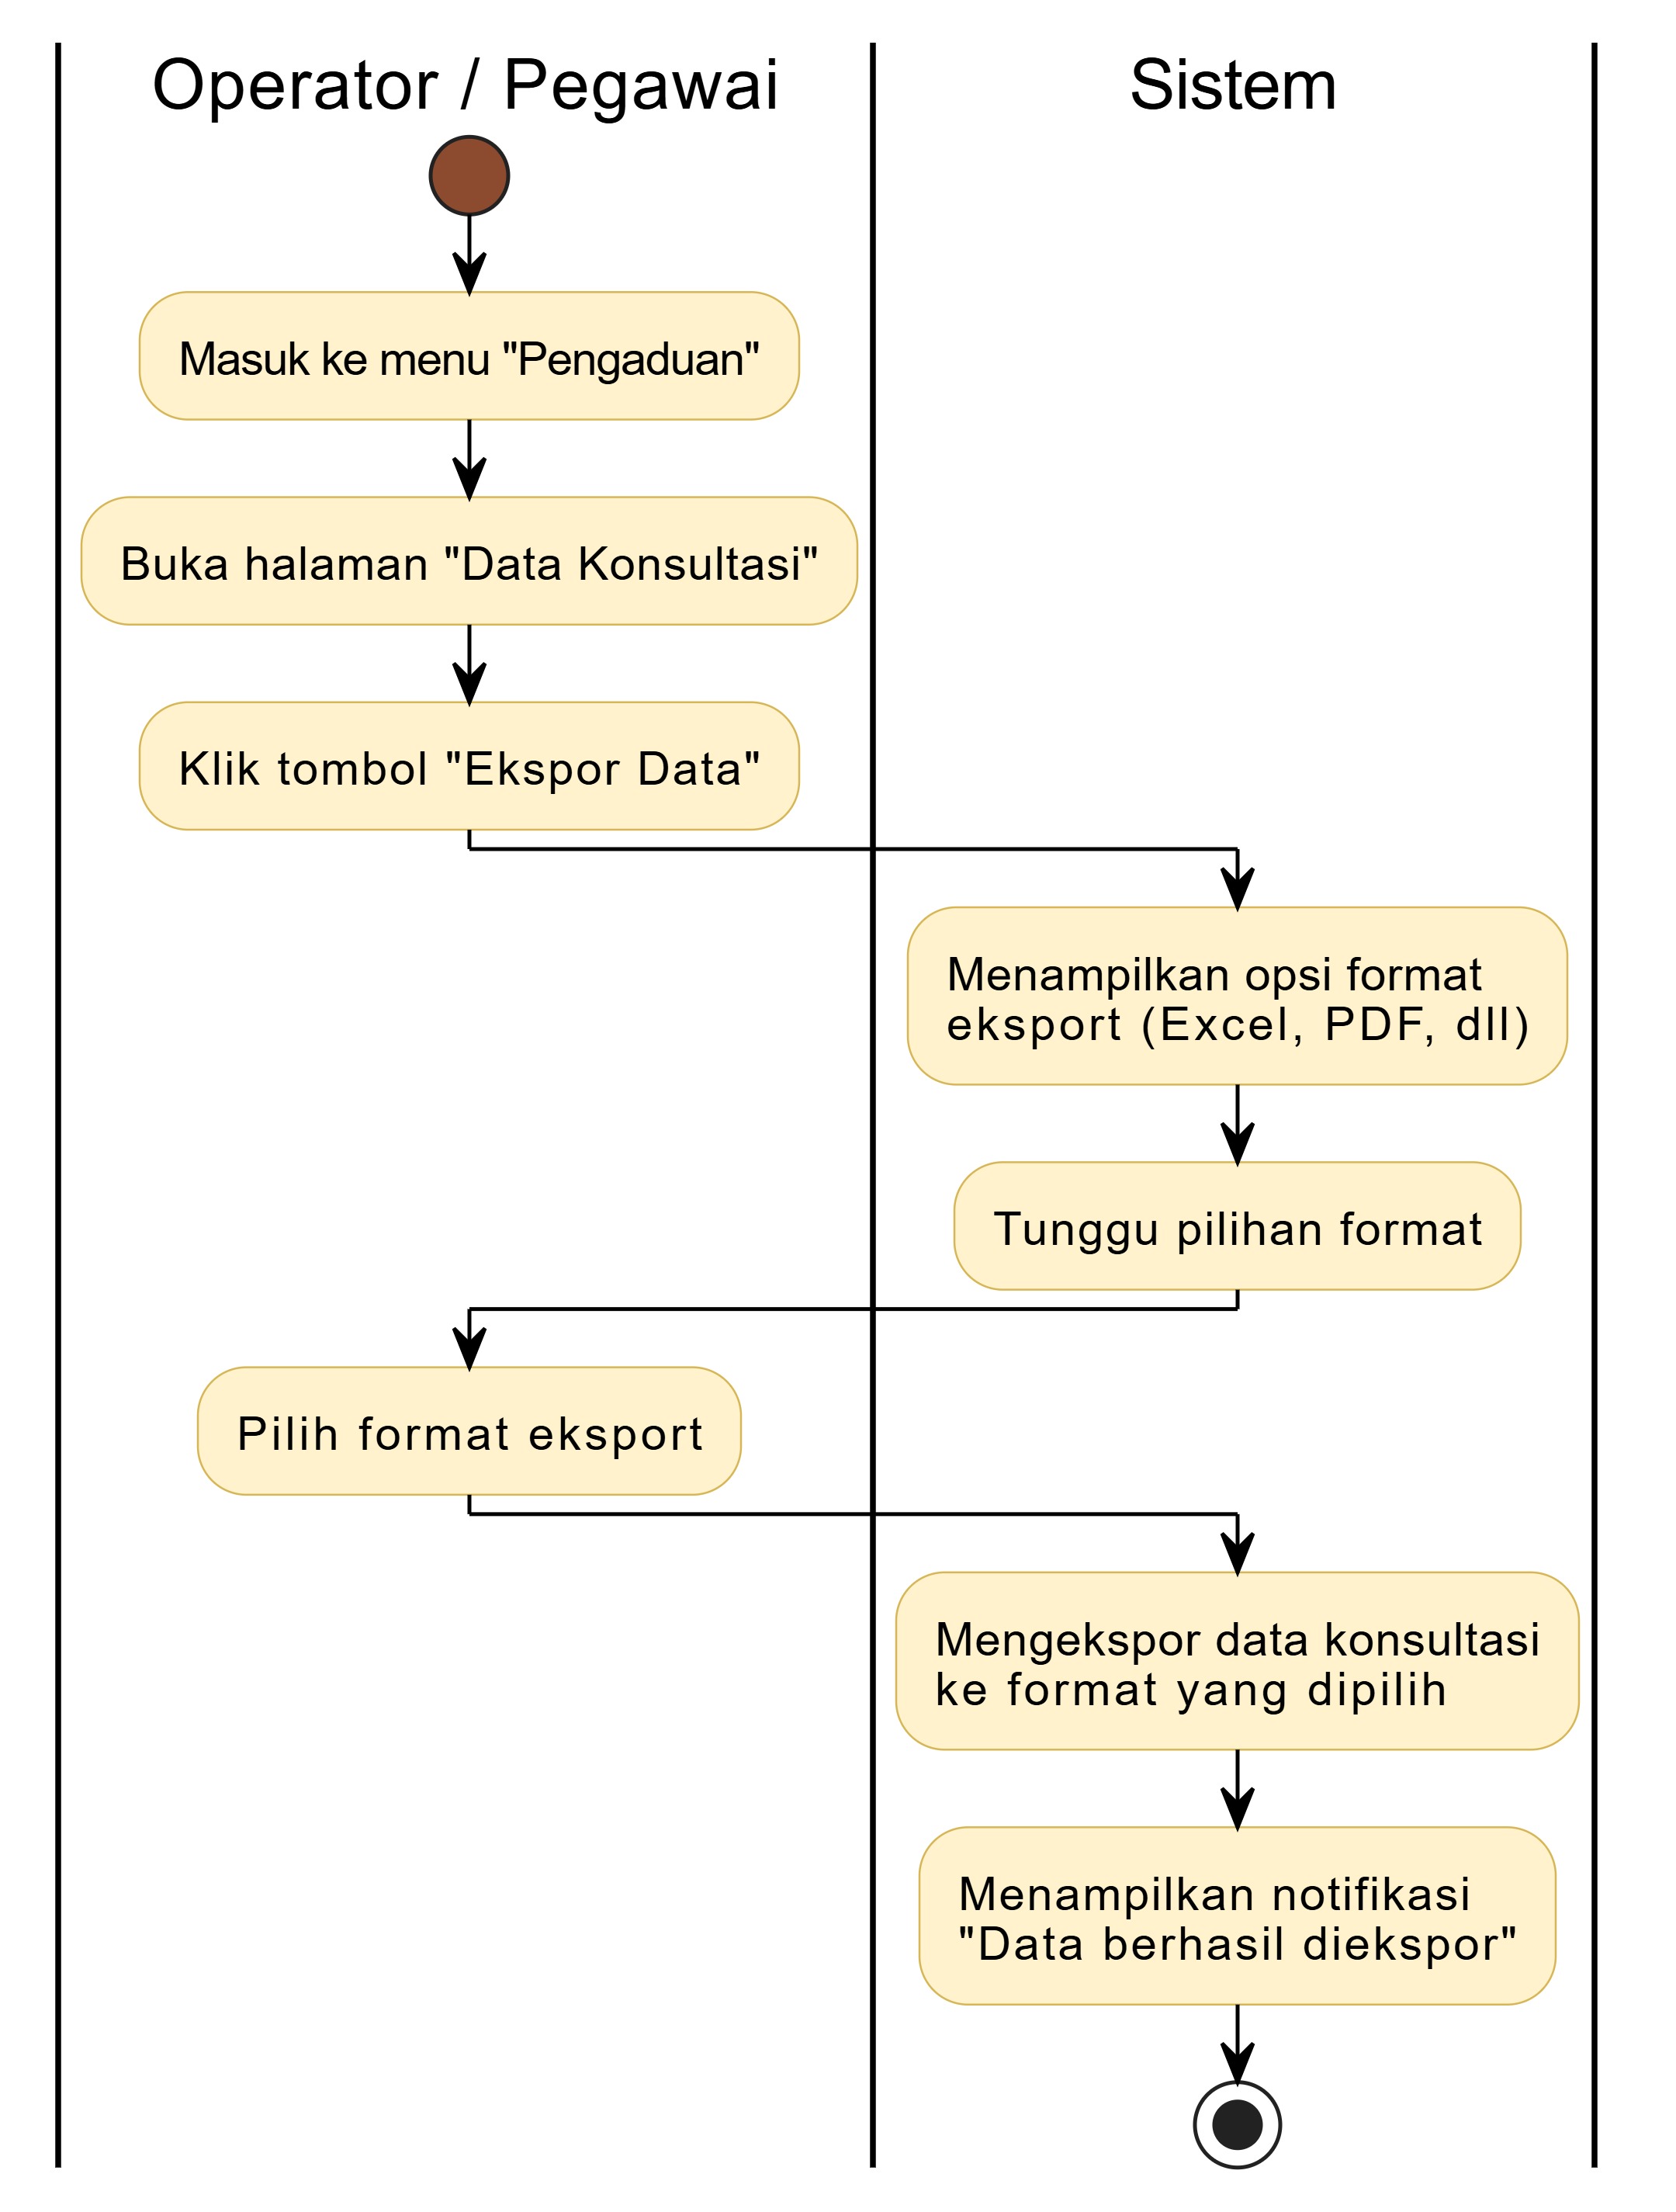 Operator / Pegawai
Sistem
Masuk ke menu "Pengaduan"
Buka halaman "Data Konsultasi"
Klik tombol "Ekspor Data"
Menampilkan opsi format
eksport (Excel, PDF, dll)
Tunggu pilihan format
Pilih format eksport
Mengekspor data konsultasi
ke format yang dipilih
Menampilkan notifikasi
"Data berhasil diekspor"